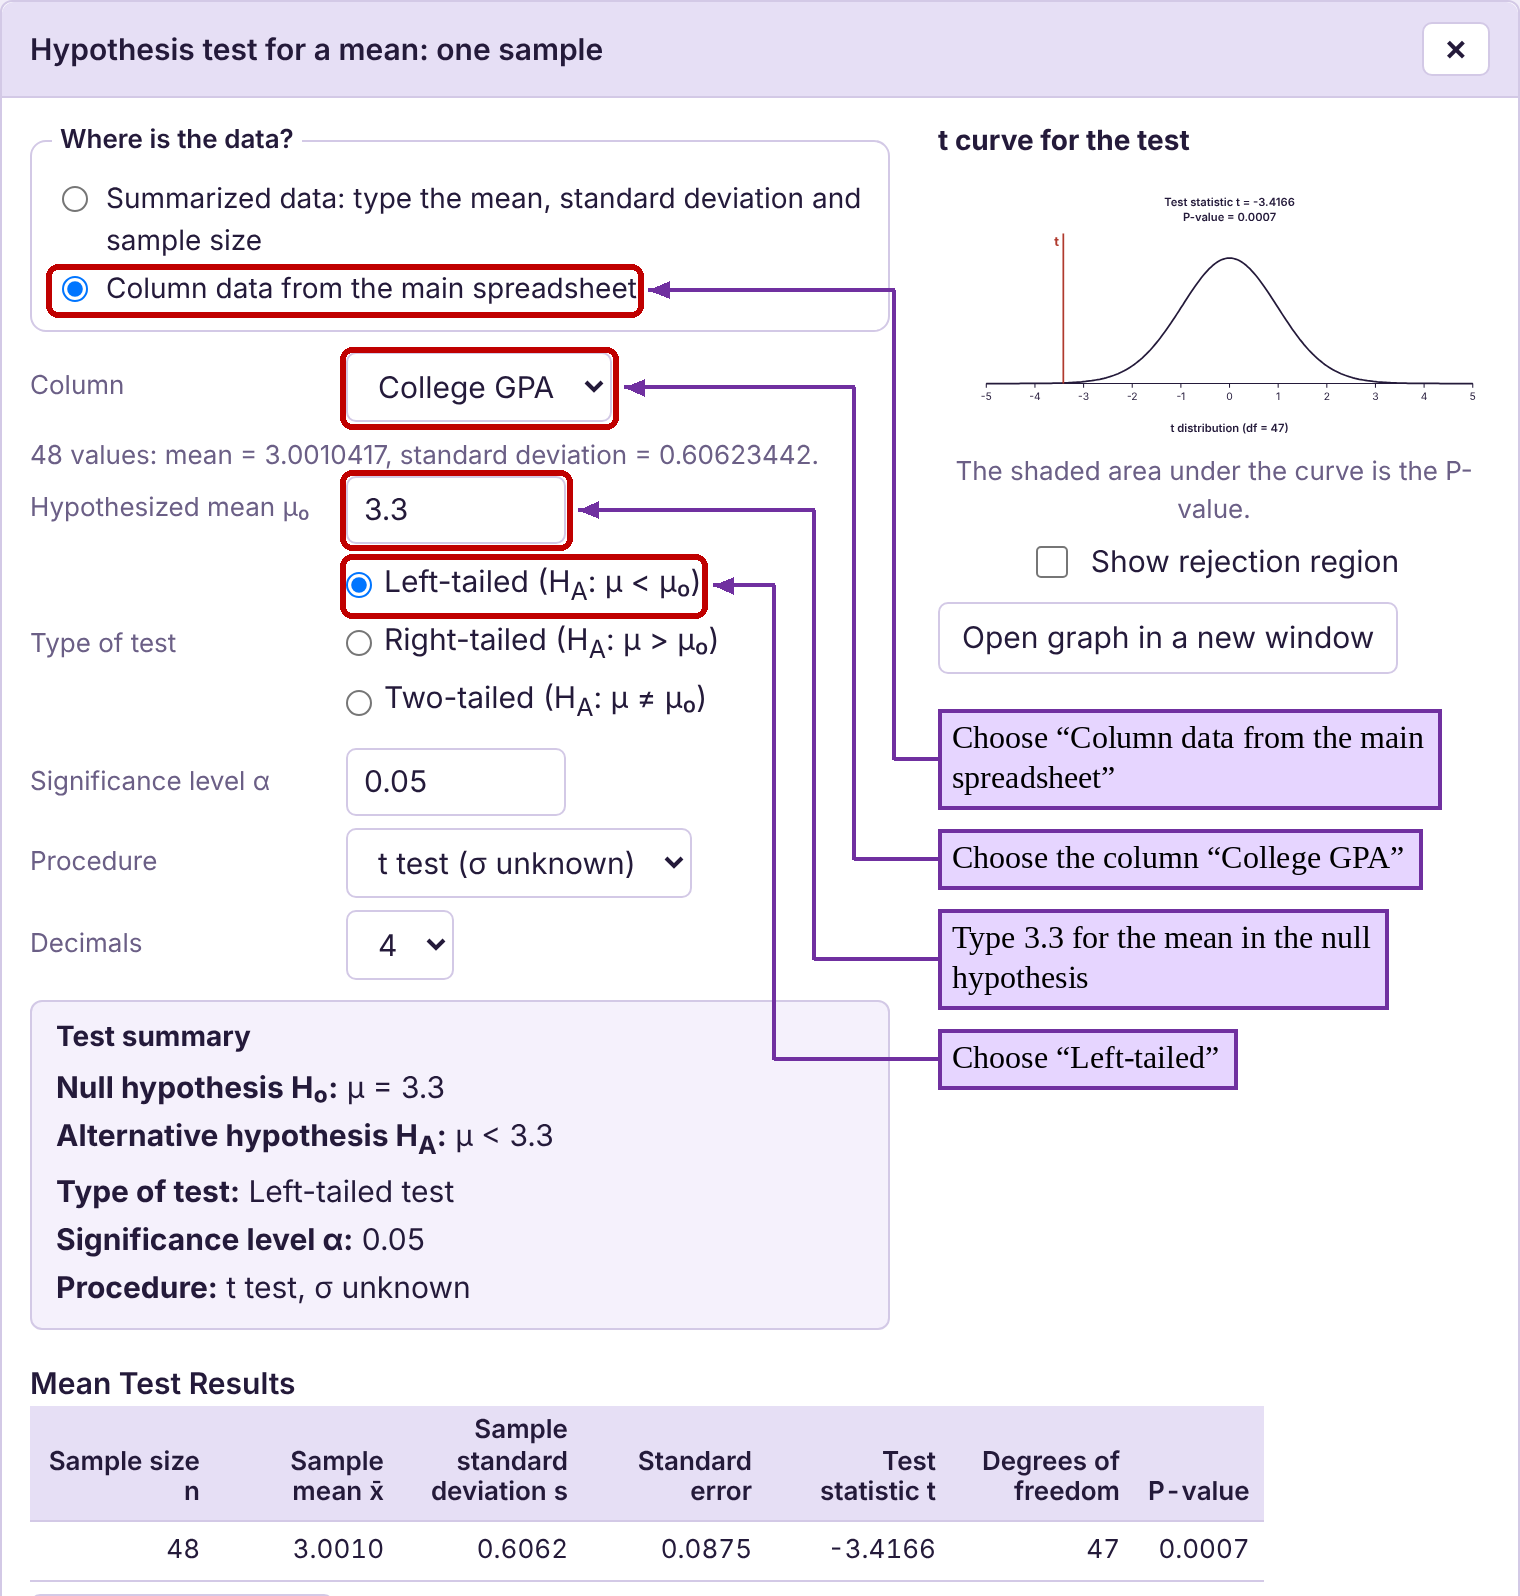 Hypothesis test for a mean: one sample
×
Where is the data?
Summarized data: type the mean, standard deviation and
sample size
Column data from the main spreadsheet
Column
College GPA
48 values: mean = 3.0010417, standard deviation = 0.60623442.
Hypothesized mean μ₀
3.3
Type of test
Left-tailed (H_A: μ < μ₀)
Right-tailed (H_A: μ > μ₀)
Two-tailed (H_A: μ ≠ μ₀)
Significance level α
0.05
Procedure
t test (σ unknown)
Decimals
4
t curve for the test
Test statistic t = -3.4166
P-value = 0.0007
t
-5 -4 -3 -2 -1 0 1 2 3 4 5
t distribution (df = 47)
The shaded area under the curve is the P-
value.
Show rejection region
Open graph in a new window
Choose “Column data from the main
spreadsheet”
Choose the column “College GPA”
Type 3.3 for the mean in the null
hypothesis
Choose “Left-tailed”
Test summary
Null hypothesis H₀: μ = 3.3
Alternative hypothesis H_A: μ < 3.3
Type of test: Left-tailed test
Significance level α: 0.05
Procedure: t test, σ unknown
Mean Test Results
Sample size n Sample mean x̄ Sample standard deviation s Standard error Test statistic t Degrees of freedom P-value
48 3.0010 0.6062 0.0875 -3.4166 47 0.0007